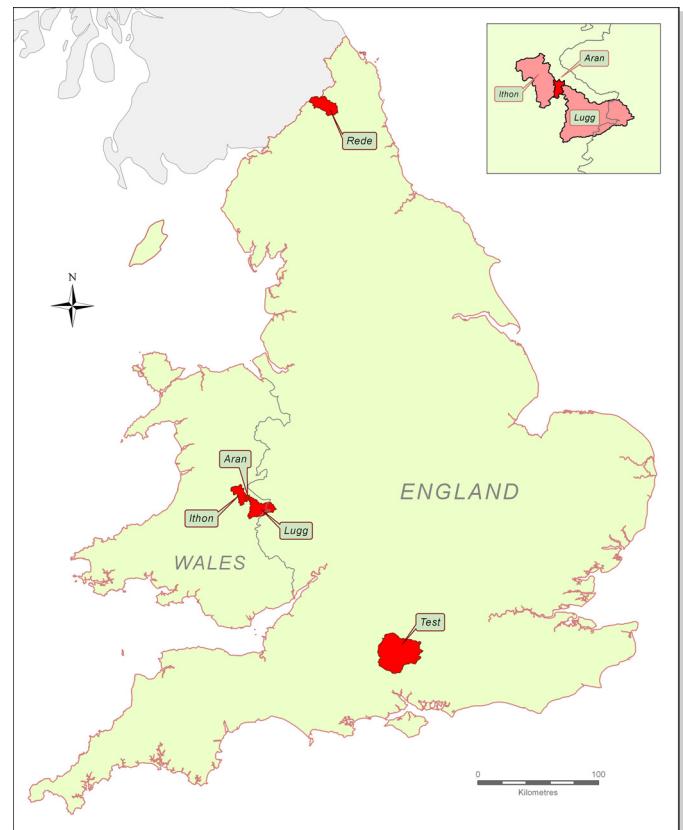 Aran
Ithon
Lugg
Rede
N
Aran
ENGLAND
Ithon
Lugg
WALES
Test
0 100
Kilometres